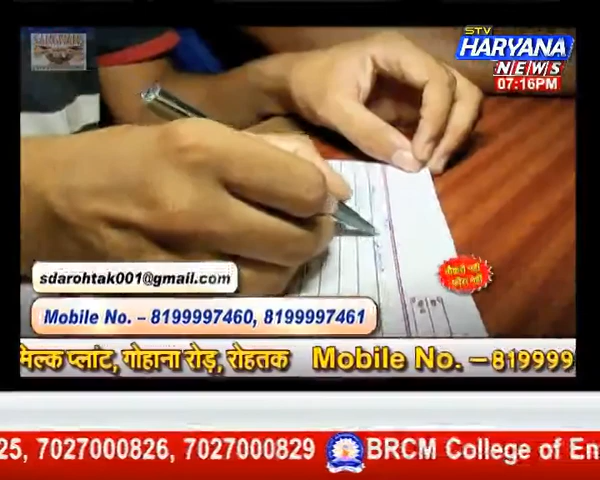 STV
HARYANA
NEWS
07:16PM
sdarohtak001@gmail.com
Mobile No. - 8199997460, 8199997461
मिल्क प्लांट, गोहाना रोड़, रोहतक Mobile No. – 819999
25, 7027000826, 7027000829 BRCM College of En